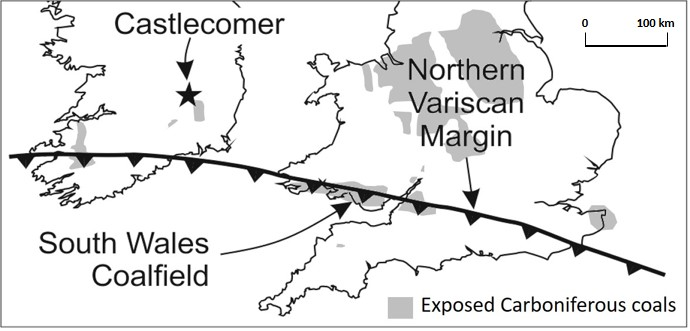 Castlecomer
0 100 km
Northern
Variscan
Margin
South Wales
Coalfield
Exposed Carboniferous coals